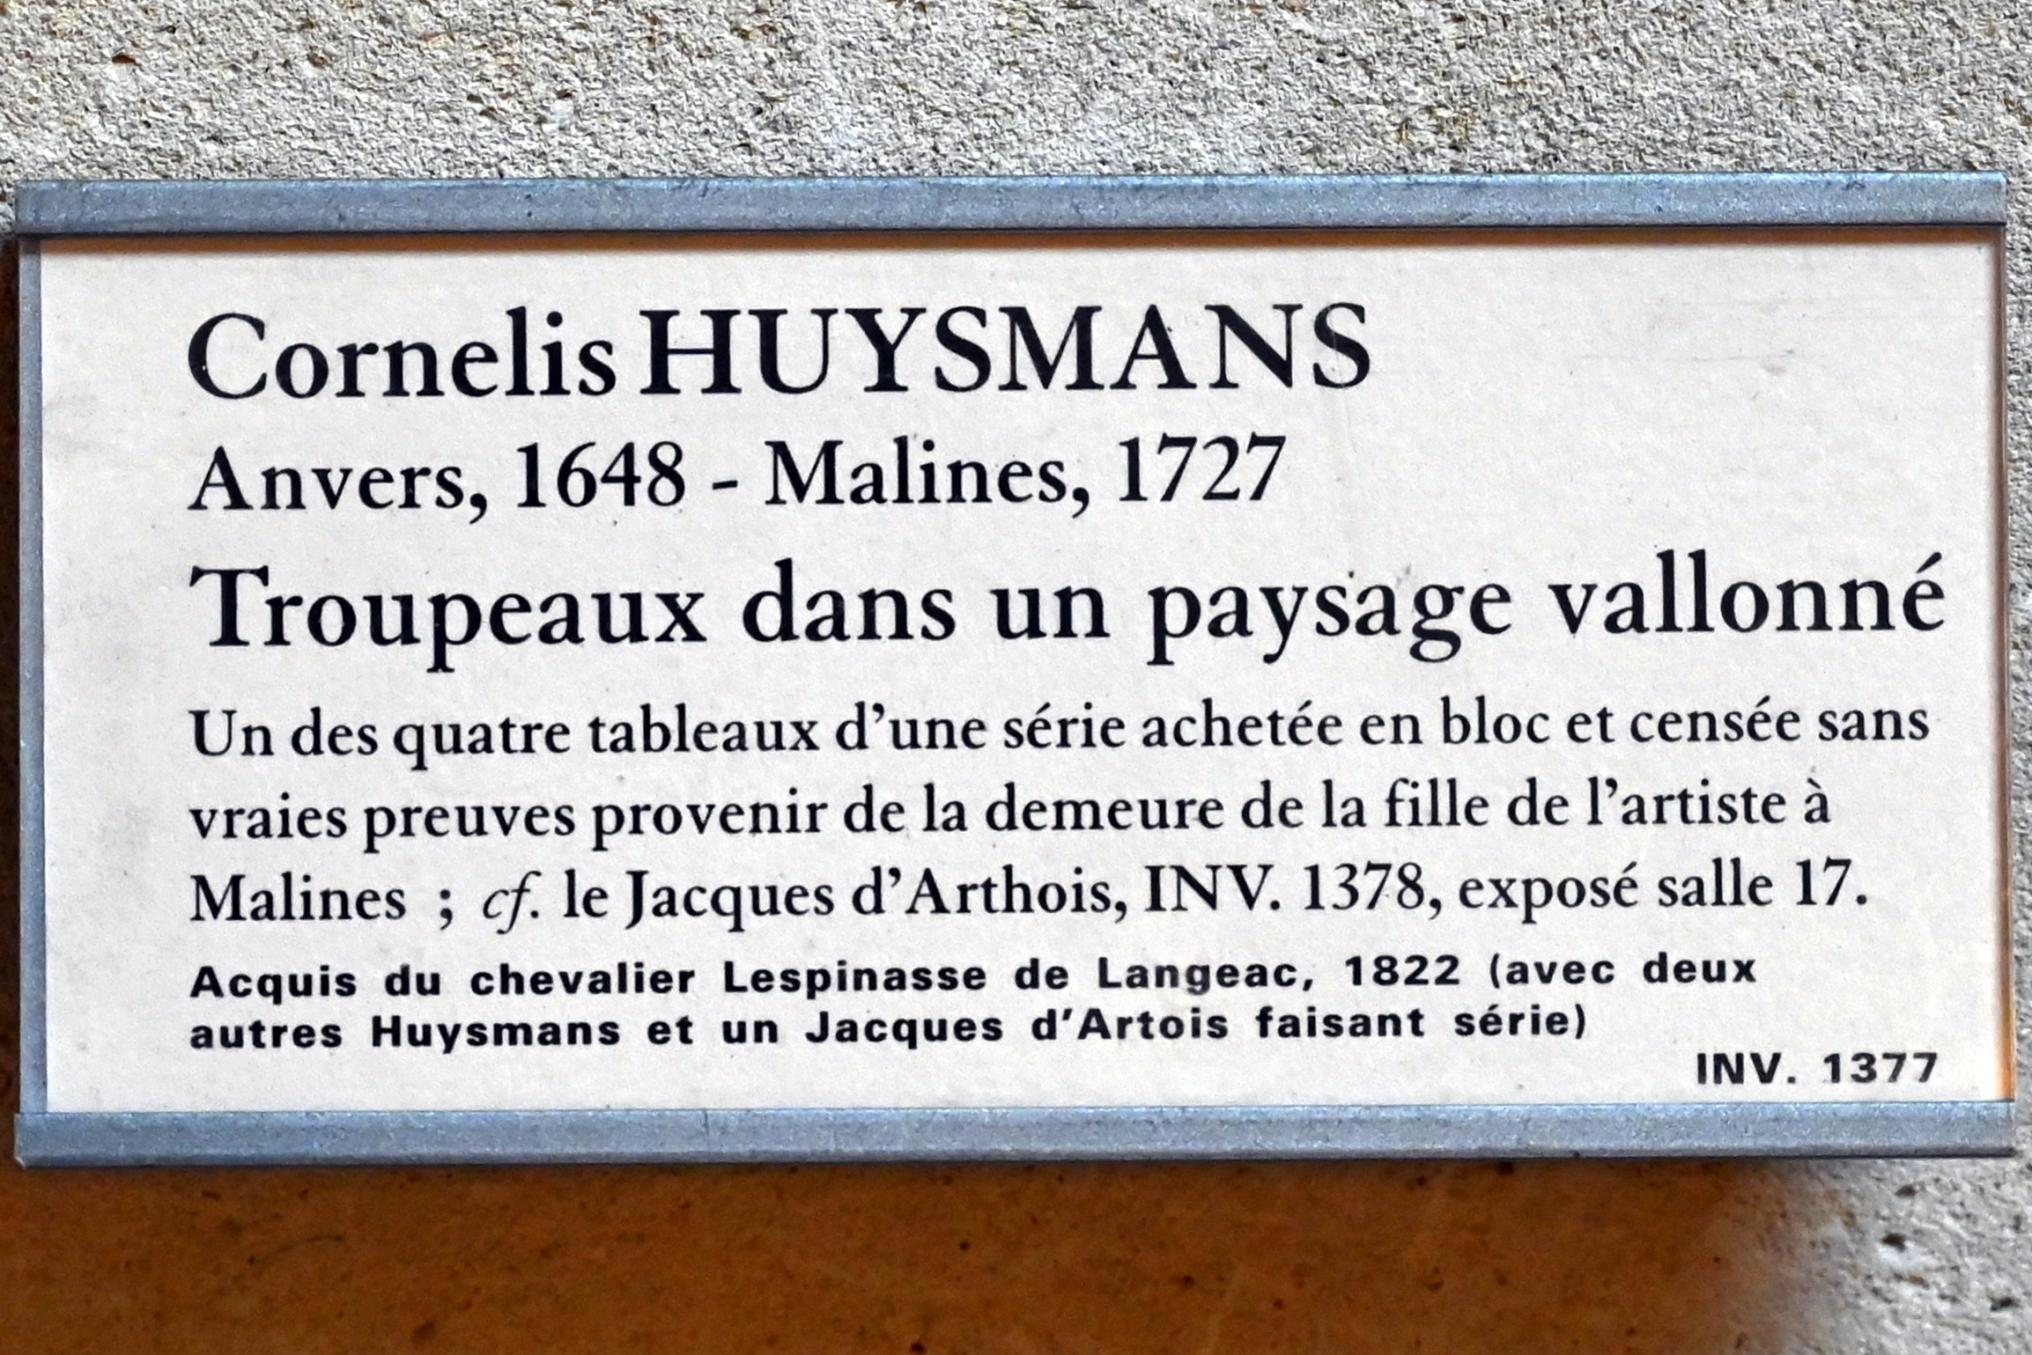 Cornelis HUYSMANS
Anvers, 1648 - Malines, 1727
Troupeaux dans un paysage vallonné
Un des quatre tableaux d'une série achetée en bloc et censée sans
vraies preuves provenir de la demeure de la fille de l'artiste à
Malines ; cf. le Jacques d'Arthois, INV. 1378, exposé salle 17.
Acquis du chevalier Lespinasse de Langeac, 1822 (avec deux
autres Huysmans et un Jacques d'Artois faisant série)
INV. 1377